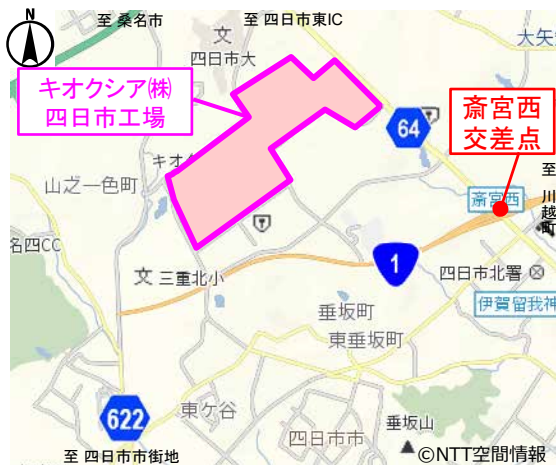 N
至 桑名市
至 四日市東IC
文
四日市大
大矢
キオクシア㈱
四日市工場
斎宮西
交差点
64
キオク
山之一色町
至 川越町
斎宮西
名四CC
1
文 三重北小
四日市北署
垂坂町
伊賀留我神
東垂坂町
622
東ケ谷
垂坂山
四日市市
至 四日市市街地
©NTT空間情報